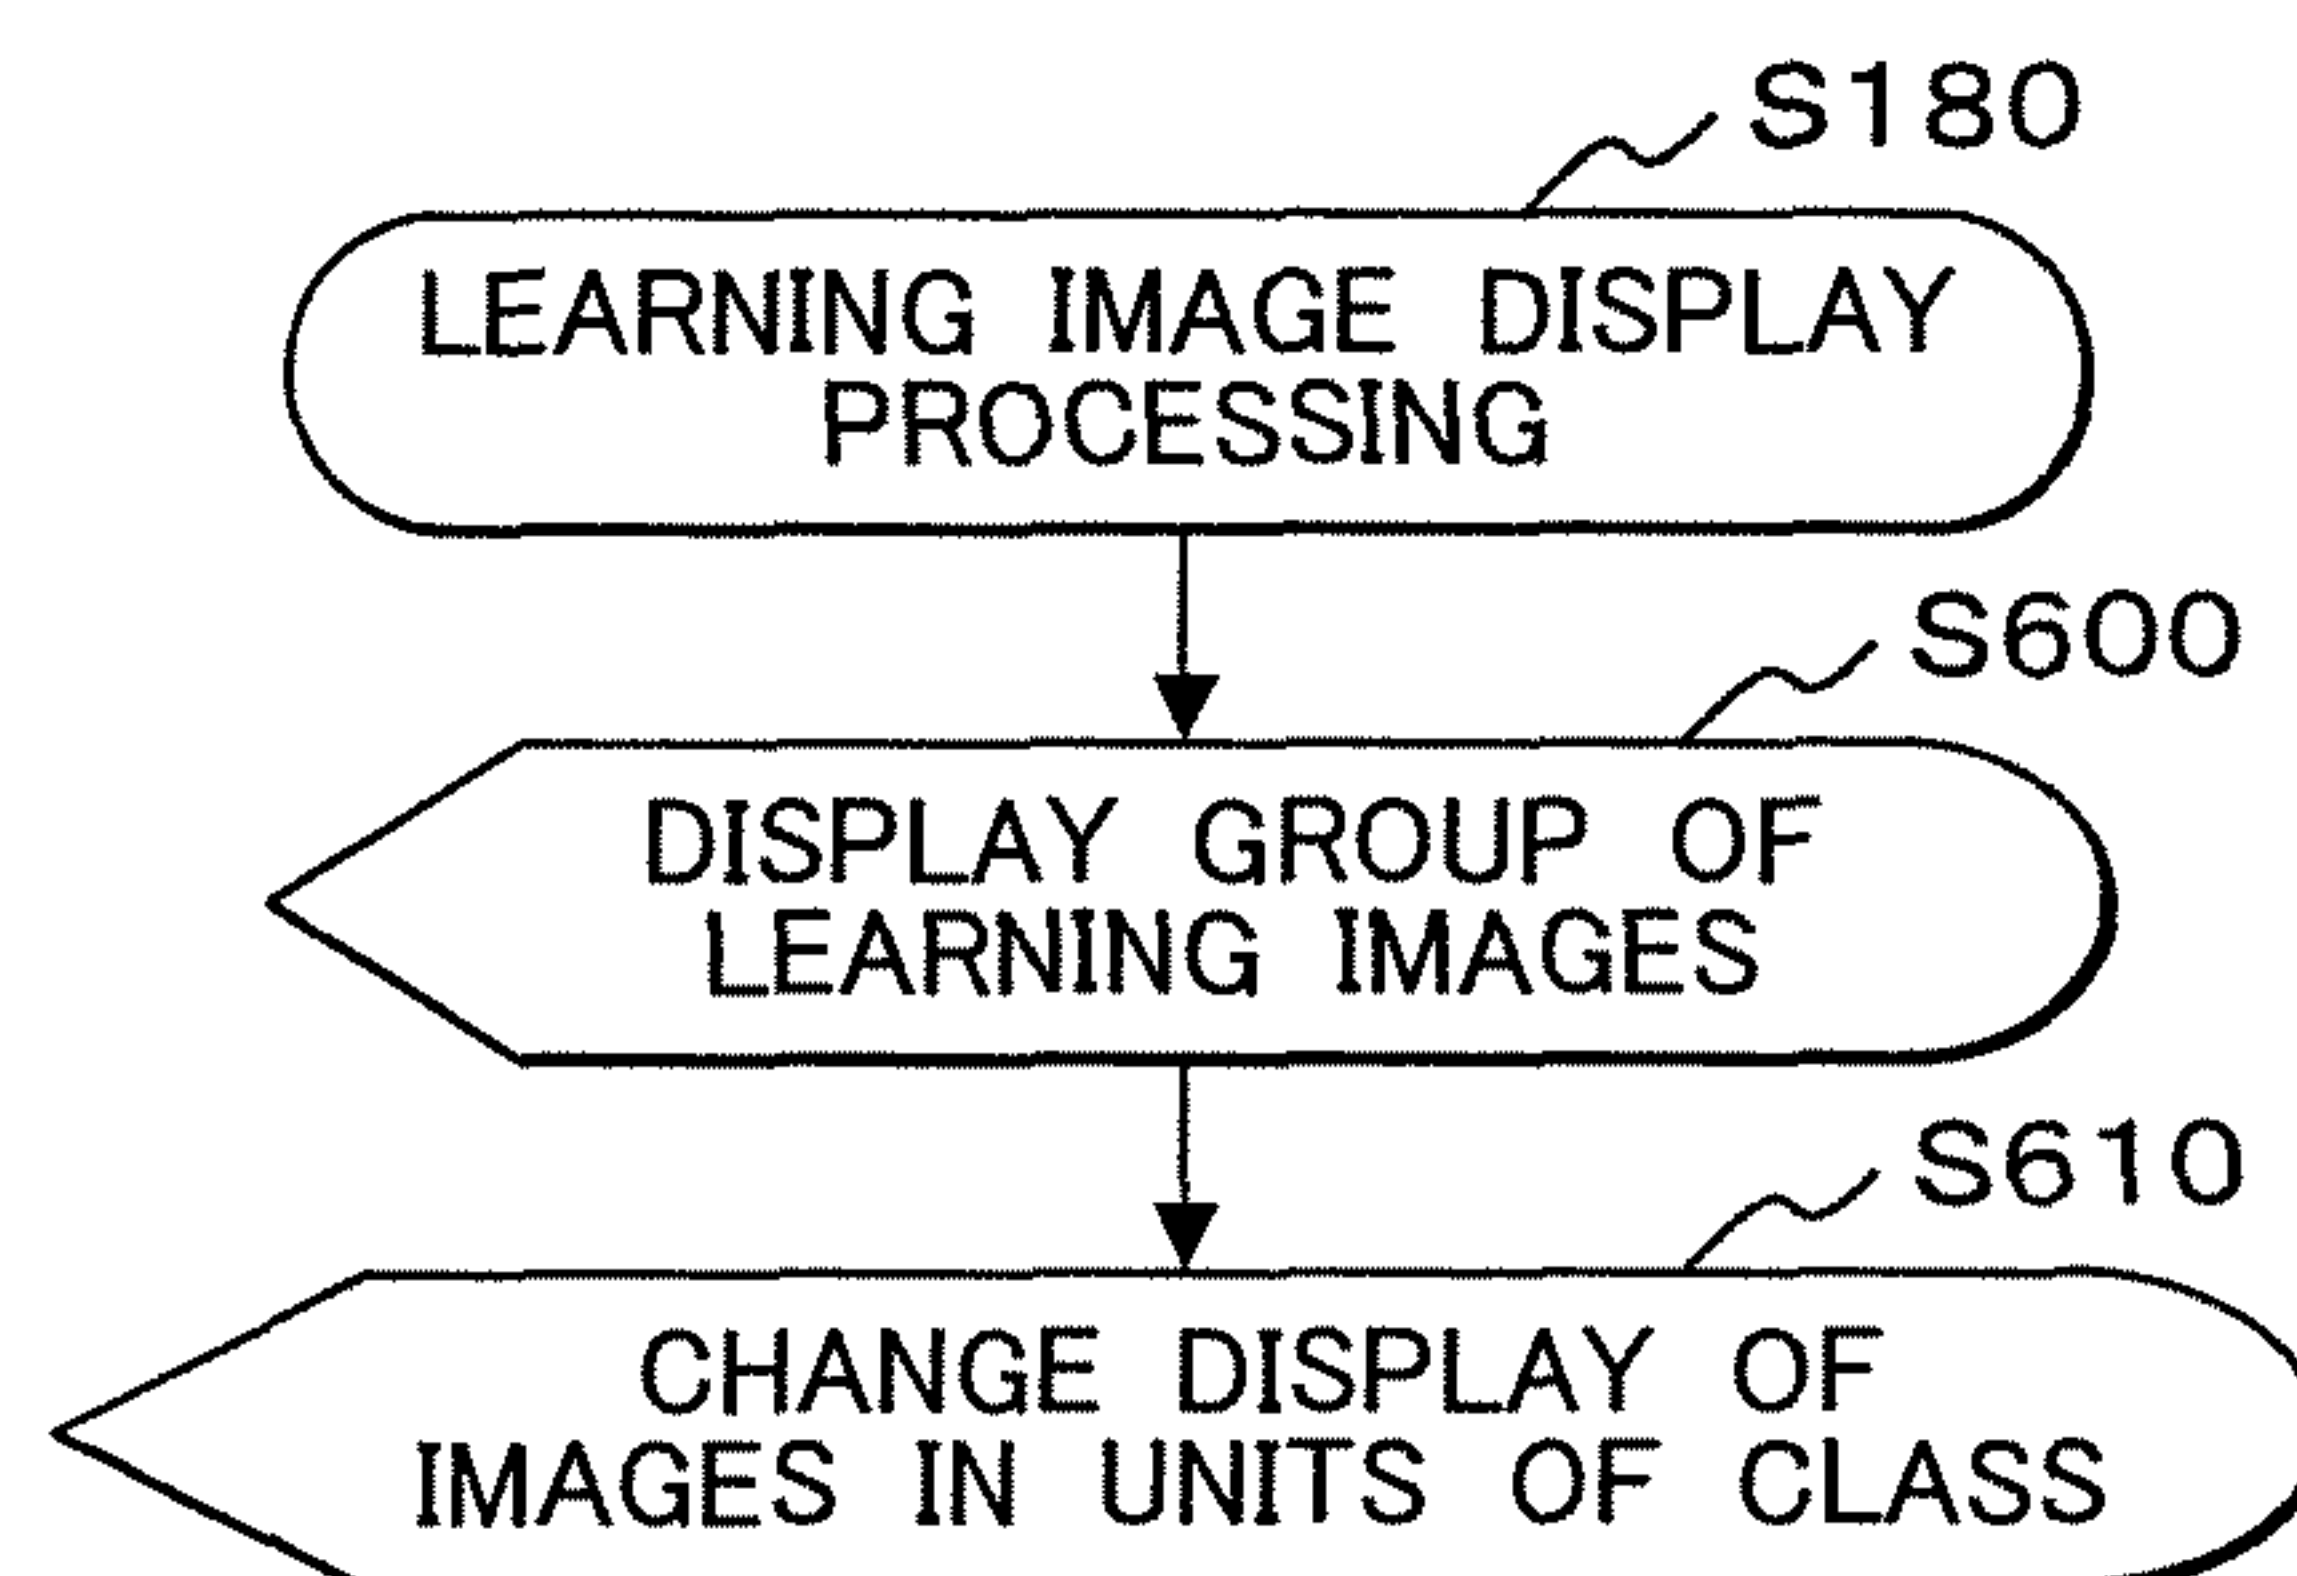 S180
LEARNING IMAGE DISPLAY
PROCESSING
S600
DISPLAY GROUP OF
LEARNING IMAGES
S610
CHANGE DISPLAY OF
IMAGES IN UNITS OF CLASS